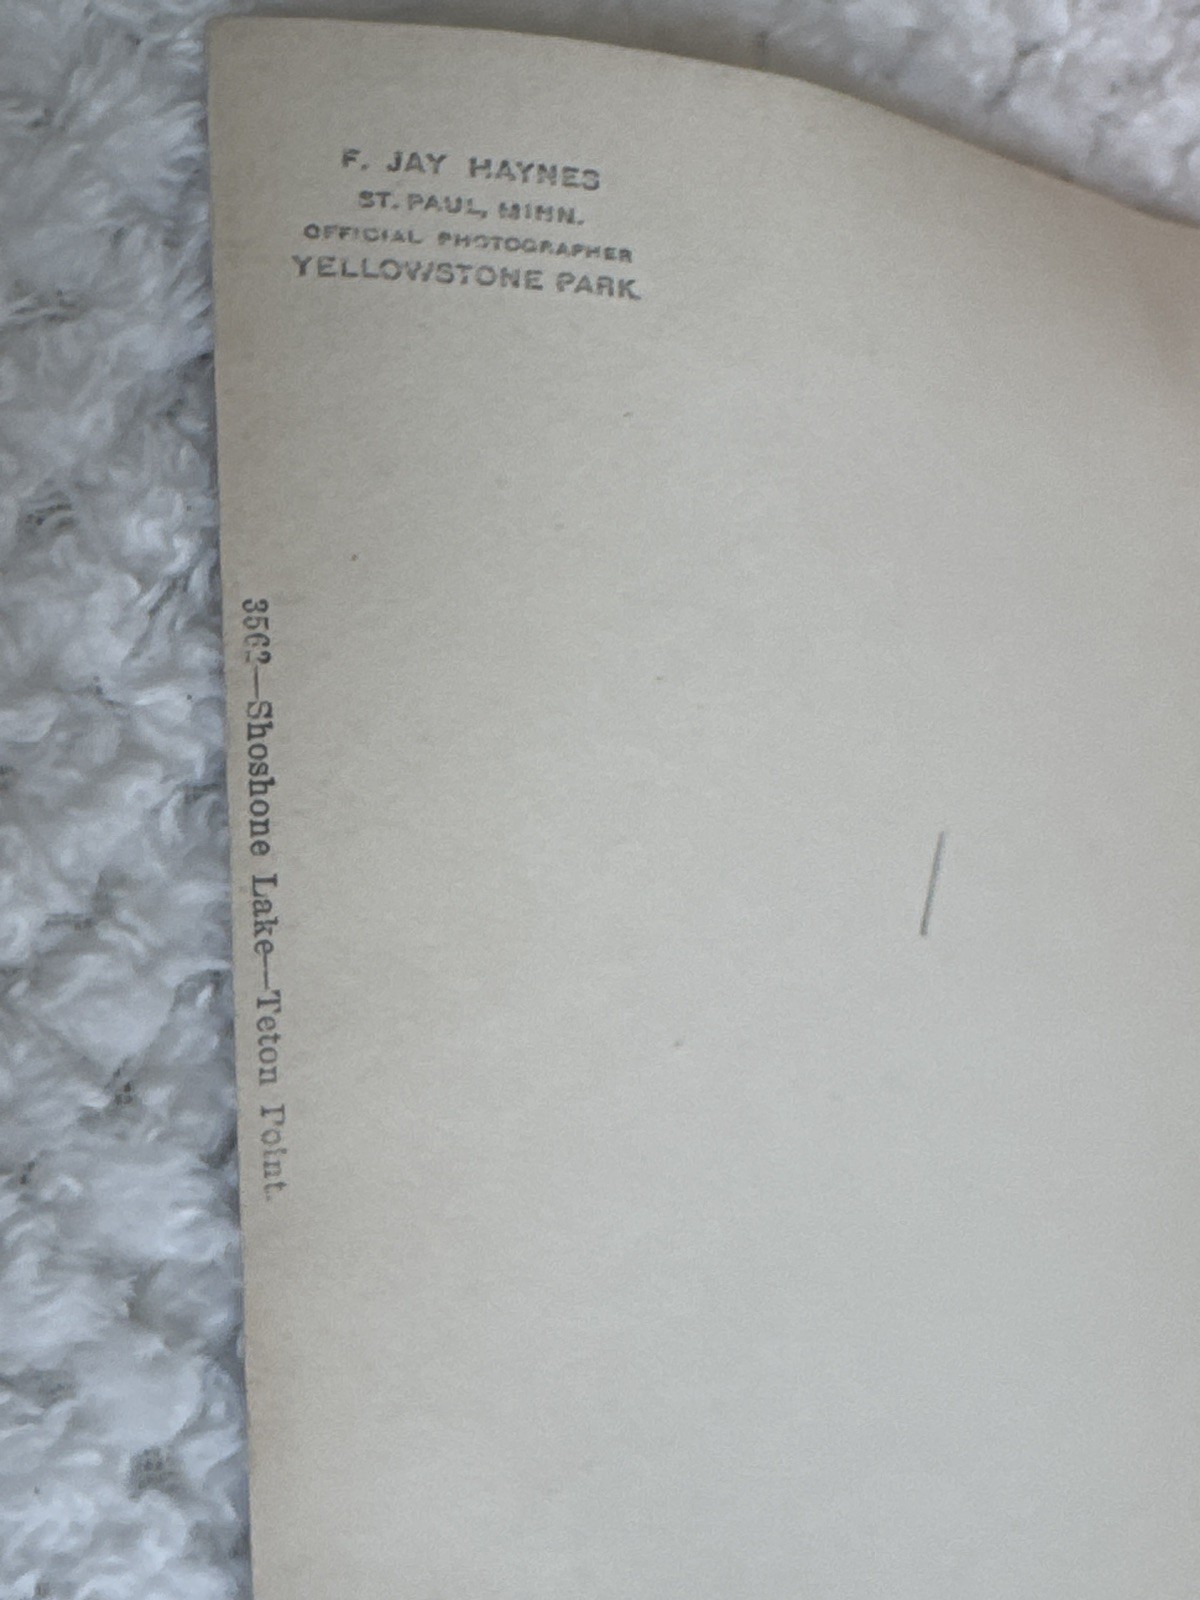 F. JAY HAYNES
ST. PAUL, MINN.
OFFICIAL PHOTOGRAPHER
YELLOWSTONE PARK
3562—Shoshone Lake—Teton Point.